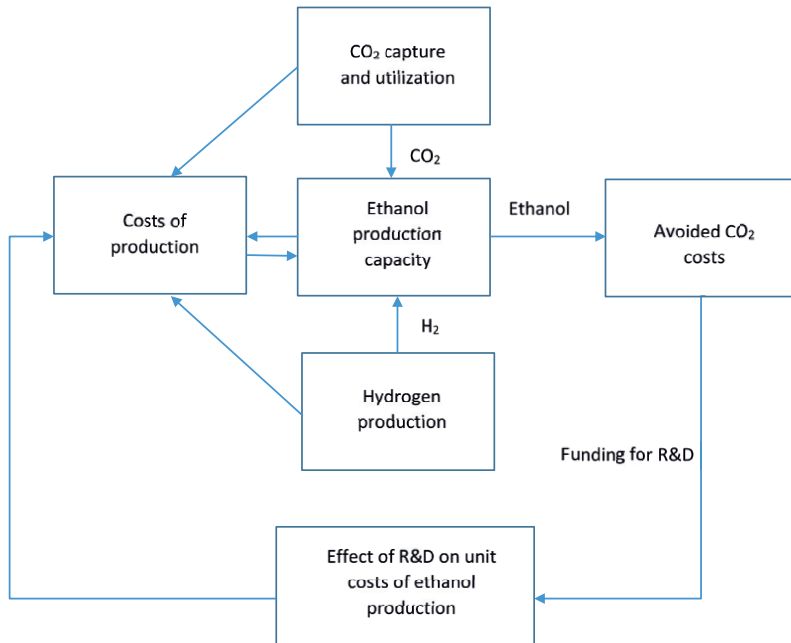 CO₂ capture
and utilization
CO₂
Costs of
production
Ethanol
production
capacity
Ethanol
Avoided CO₂
costs
H₂
Hydrogen
production
Funding for R&D
Effect of R&D on unit
costs of ethanol
production